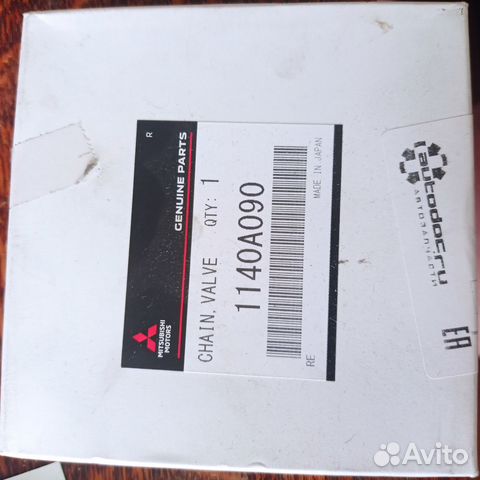 R
GENUINE PARTS
MITSUBISHI
MOTORS
CHAIN, VALVE QTY: 1
1140A090
MADE IN JAPAN
RE
autodoc.ru
АВТОЗАПЧАСТИ
EAC
Avito